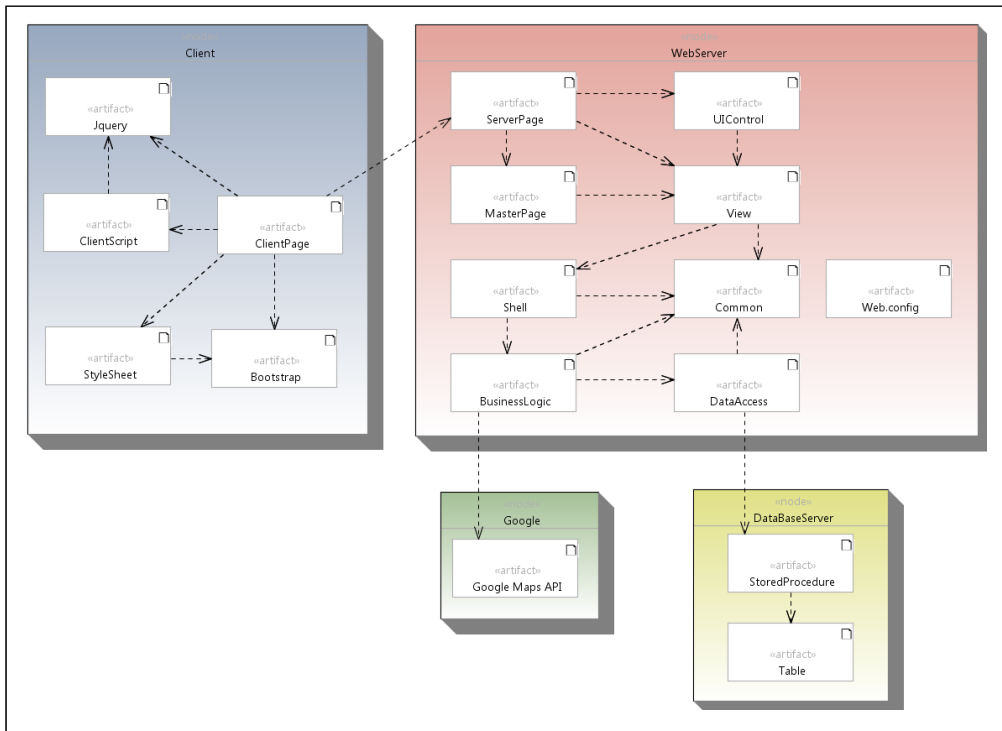 «node»
Client
«artifact»
Jquery
«artifact»
ClientScript
«artifact»
ClientPage
«artifact»
StyleSheet
«artifact»
Bootstrap
«node»
WebServer
«artifact»
ServerPage
«artifact»
UIControl
«artifact»
MasterPage
«artifact»
View
«artifact»
Shell
«artifact»
Common
«artifact»
Web.config
«artifact»
BusinessLogic
«artifact»
DataAccess
«node»
Google
«artifact»
Google Maps API
«node»
DataBaseServer
«artifact»
StoredProcedure
«artifact»
Table